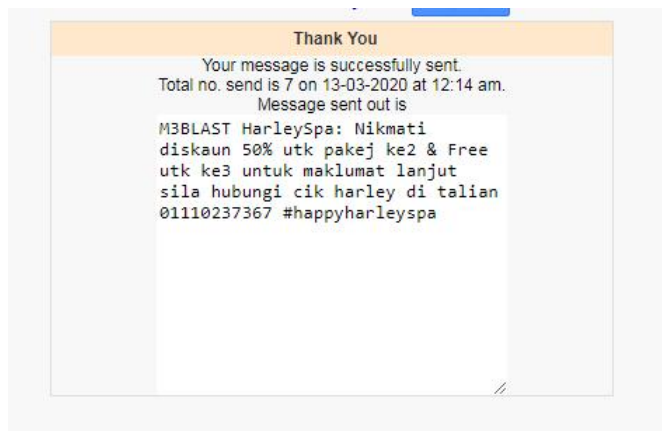 Thank You
Your message is successfully sent.
Total no. send is 7 on 13-03-2020 at 12:14 am.
Message sent out is
M3BLAST HarleySpa: Nikmati
diskaun 50% utk pakej ke2 & Free
utk ke3 untuk maklumat lanjut
sila hubungi cik harley di talian
01110237367 #happyharleyspa